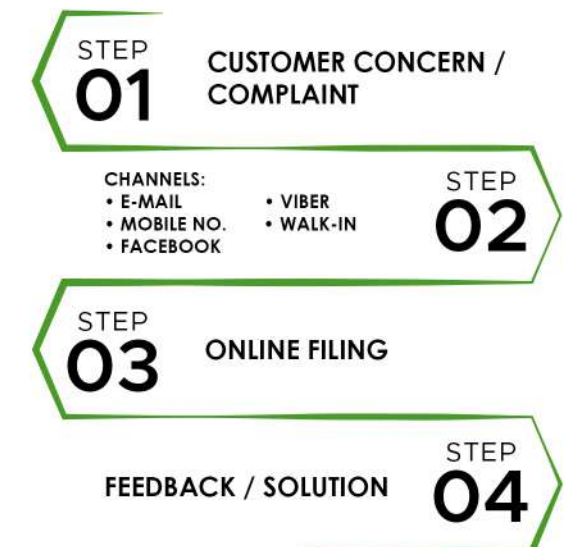 STEP
01
CUSTOMER CONCERN /
COMPLAINT
CHANNELS:
• E-MAIL
• MOBILE NO.
• FACEBOOK
• VIBER
• WALK-IN
STEP
02
STEP
03
ONLINE FILING
STEP
04
FEEDBACK / SOLUTION